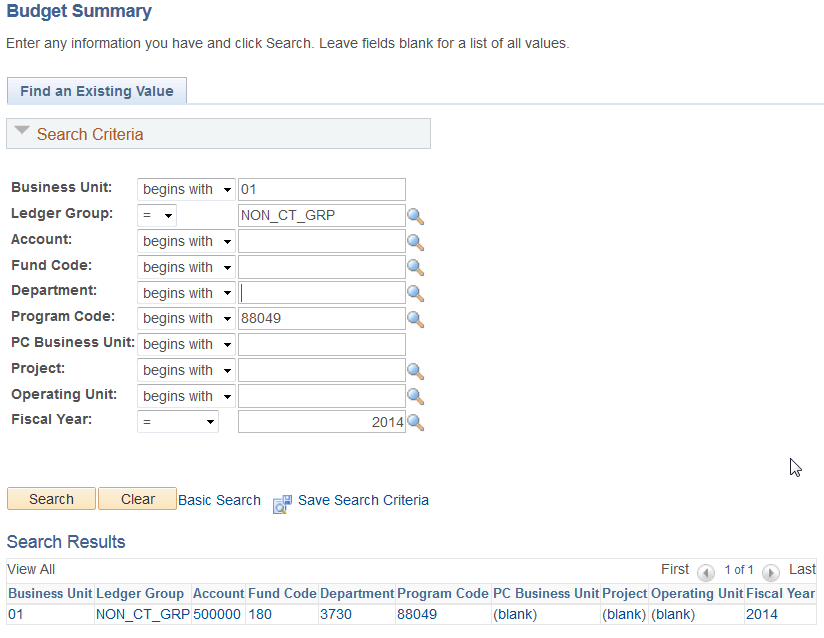 Budget Summary
Enter any information you have and click Search. Leave fields blank for a list of all values.
Find an Existing Value
Search Criteria
Business Unit: begins with 01
Ledger Group: = NON_CT_GRP
Account: begins with
Fund Code: begins with
Department: begins with
Program Code: begins with 88049
PC Business Unit: begins with
Project: begins with
Operating Unit: begins with
Fiscal Year: = 2014
Search Clear Basic Search Save Search Criteria
Search Results
View All First 1 of 1 Last
Business Unit Ledger Group Account Fund Code Department Program Code PC Business Unit Project Operating Unit Fiscal Year
01 NON_CT_GRP 500000 180 3730 88049 (blank) (blank) (blank) 2014